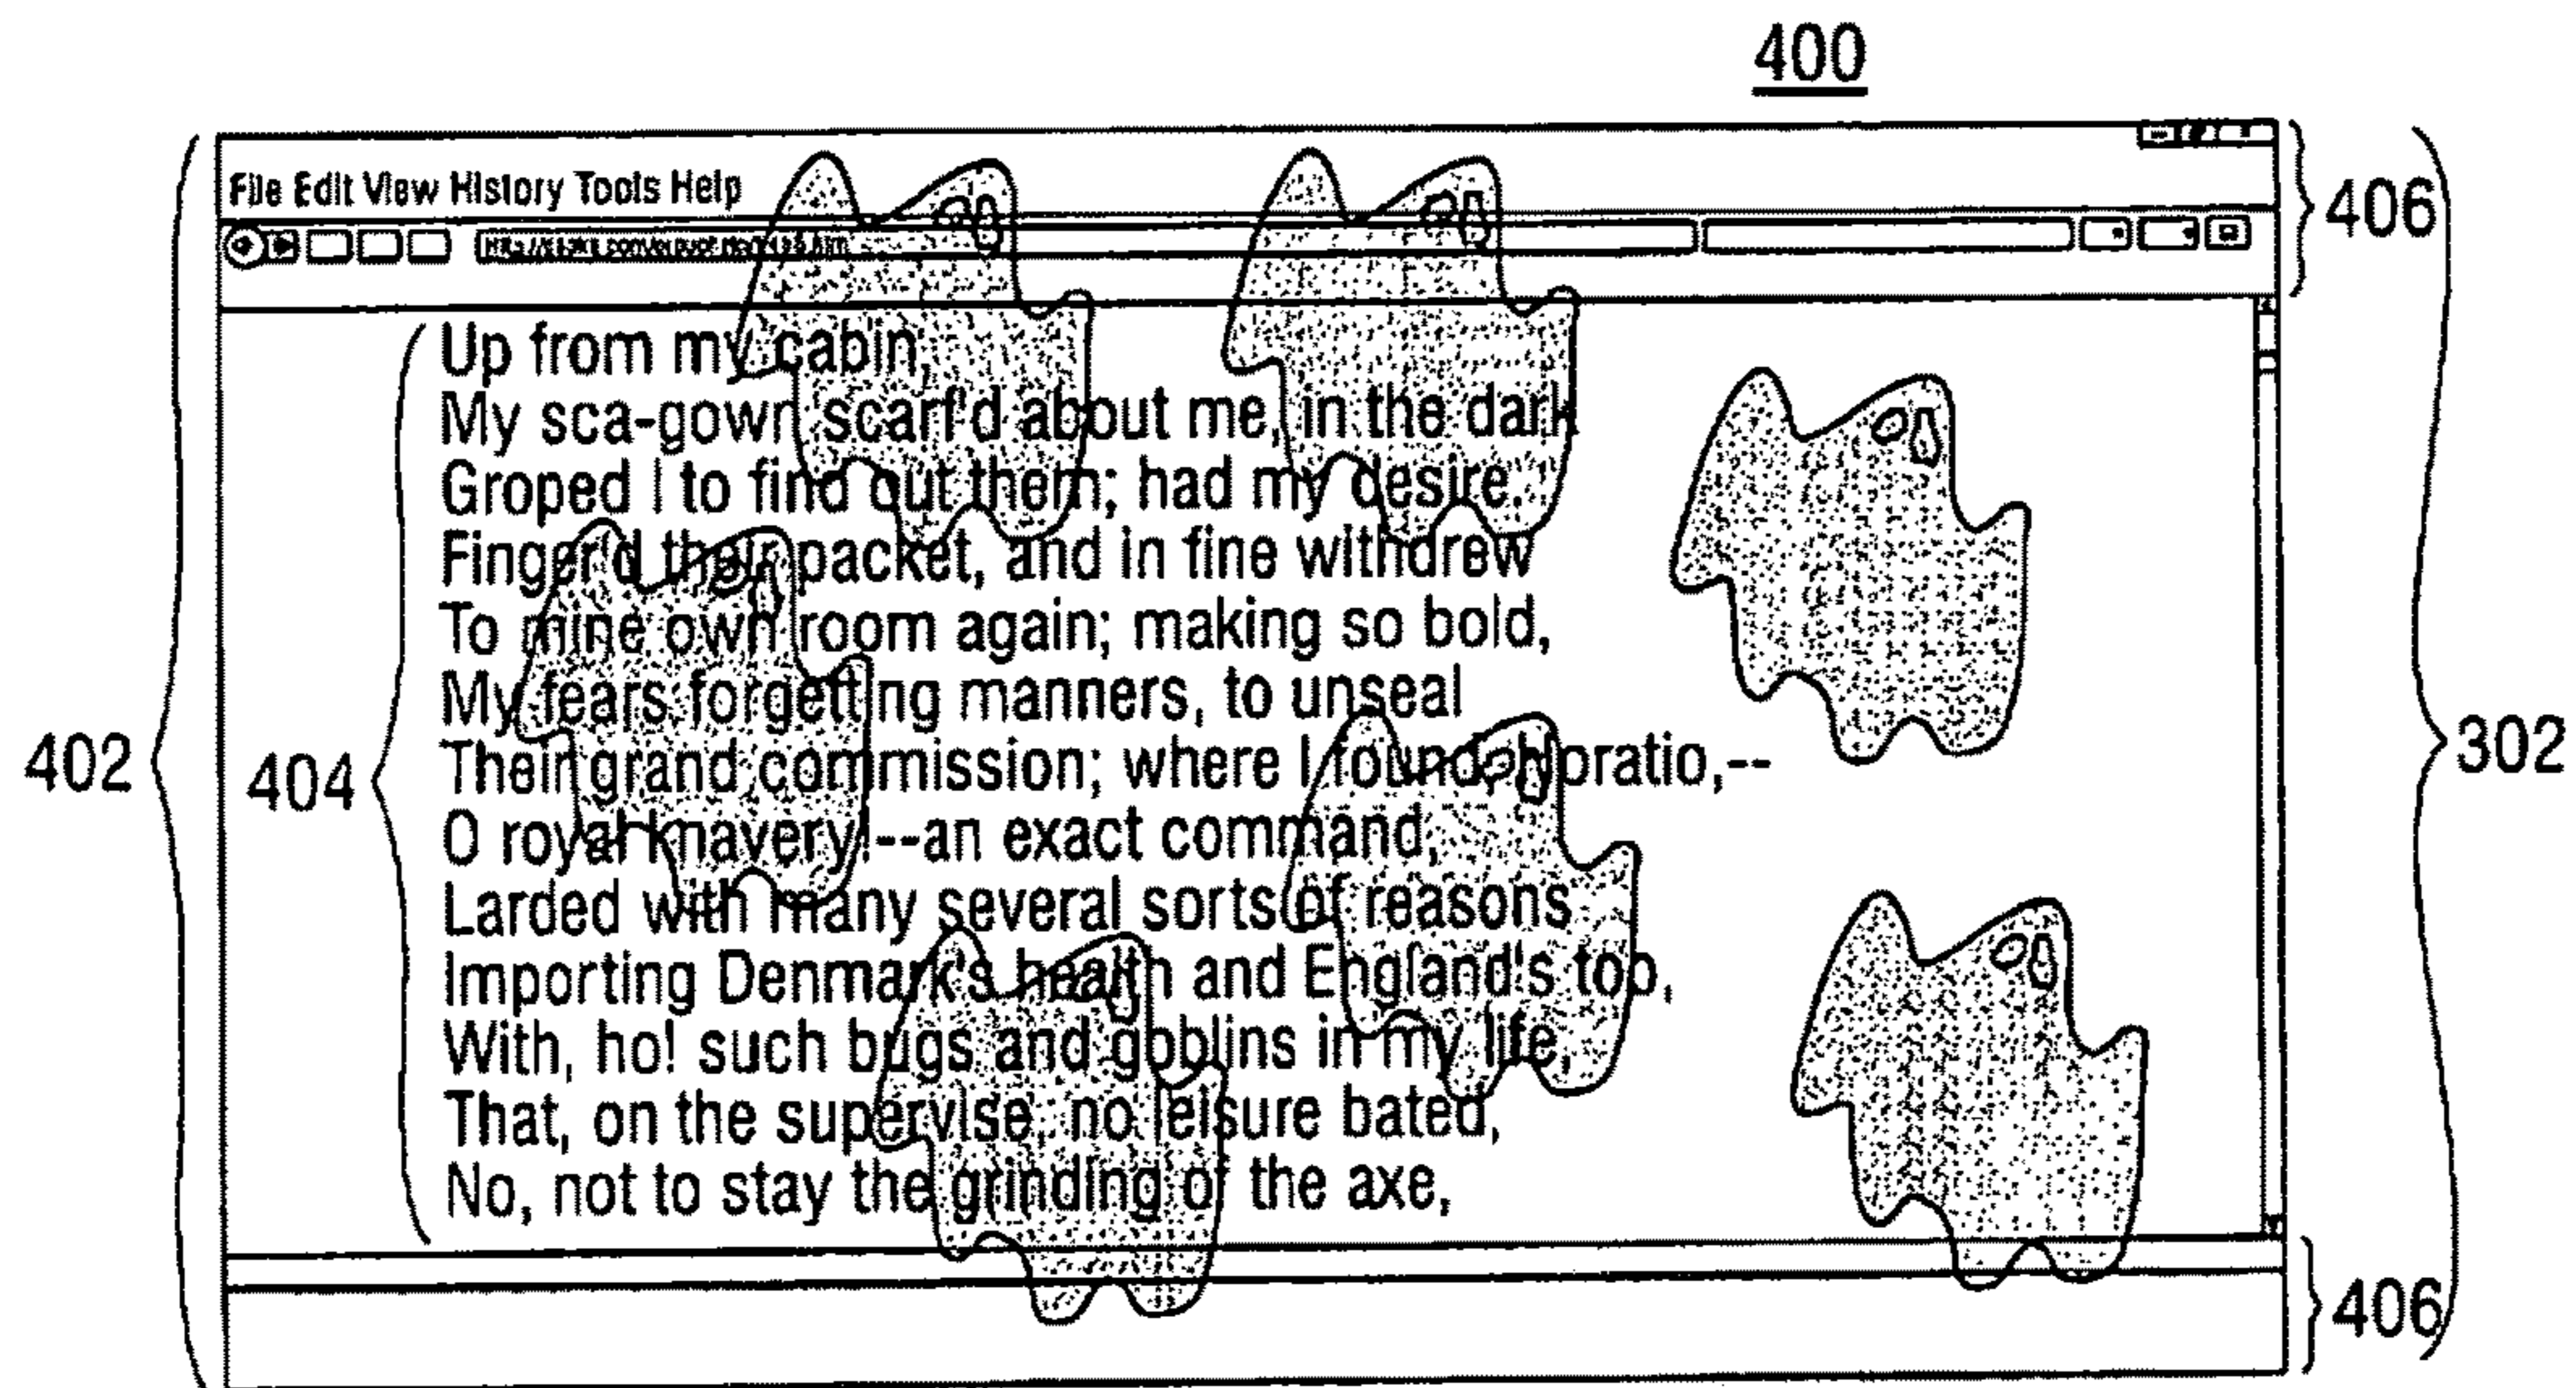 400
File Edit View History Tools Help
406
Up from my cabin,
My sca-gown scarf'd about me, in the dark
Groped I to find out them; had my desire,
Finger'd their packet, and in fine withdrew
To mine own room again; making so bold,
My fears forgetting manners, to unseal
Their grand commission; where I found, Horatio,--
402
404
302
O royal knavery!--an exact command,
Larded with many several sorts of reasons
Importing Denmark's health and England's too,
With, ho! such bugs and goblins in my life,
That, on the supervise, no leisure bated,
No, not to stay the grinding of the axe,
406